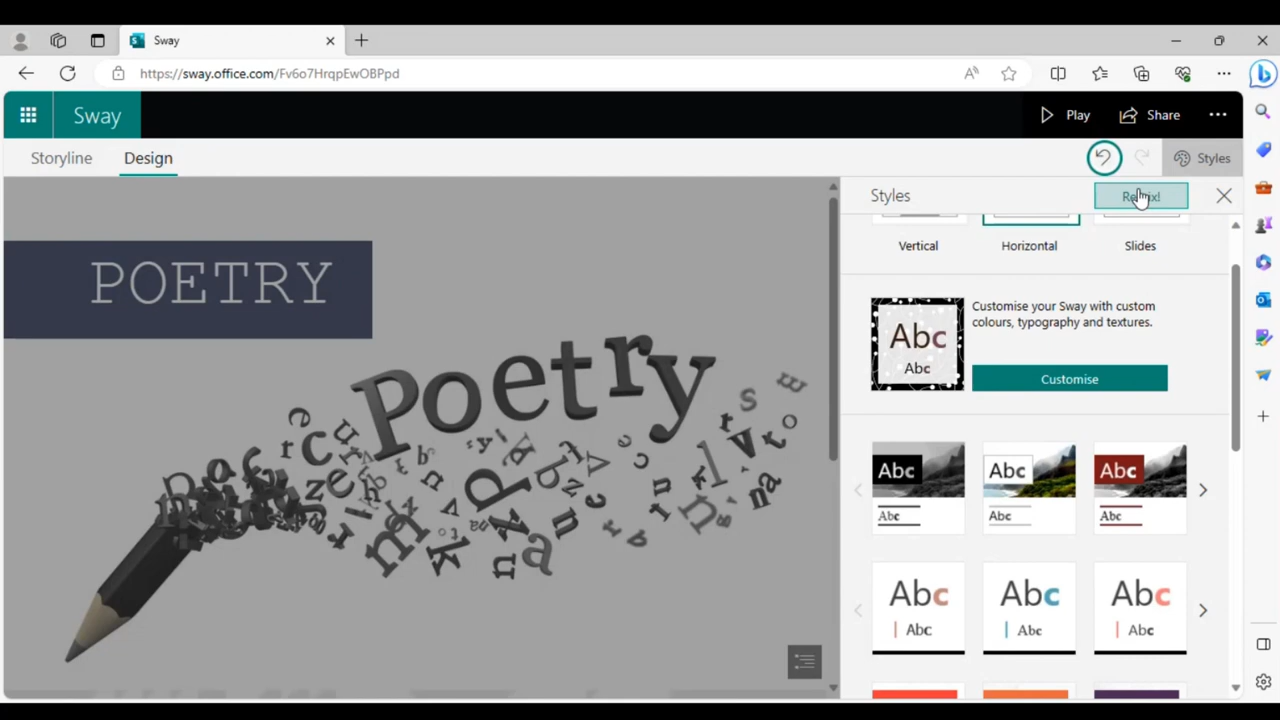 Sway
https://sway.office.com/Fv6o7HrqpEwOBPpd
Sway
Play
Share
Storyline
Design
Styles
Styles
Remix!
Vertical
Horizontal
Slides
POETRY
Poetry
Abc
Abc
Customise your Sway with custom
colours, typography and textures.
Customise
Abc
Abc
Abc
Abc
Abc
Abc
Abc
Abc
Abc
Abc
Abc
Abc